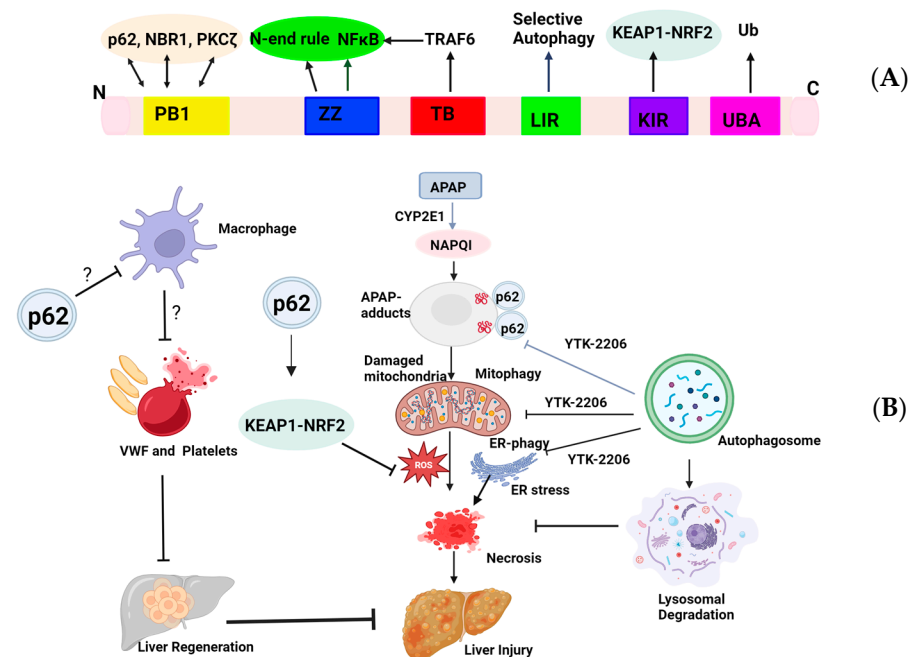 p62, NBR1, PKCζ
N-end rule NFκB
TRAF6
Selective
Autophagy
KEAP1-NRF2
Ub
(A)
N
C
PB1
ZZ
TB
LIR
KIR
UBA
APAP
CYP2E1
NAPQI
Macrophage
?
p62
?
p62
APAP-
adducts
p62
p62
YTK-2206
Damaged
mitochondria
Mitophagy
YTK-2206
KEAP1-NRF2
(B)
Autophagosome
VWF and Platelets
ROS
ER-phagy
YTK-2206
ER stress
Necrosis
Lysosomal
Degradation
Liver Regeneration
Liver Injury